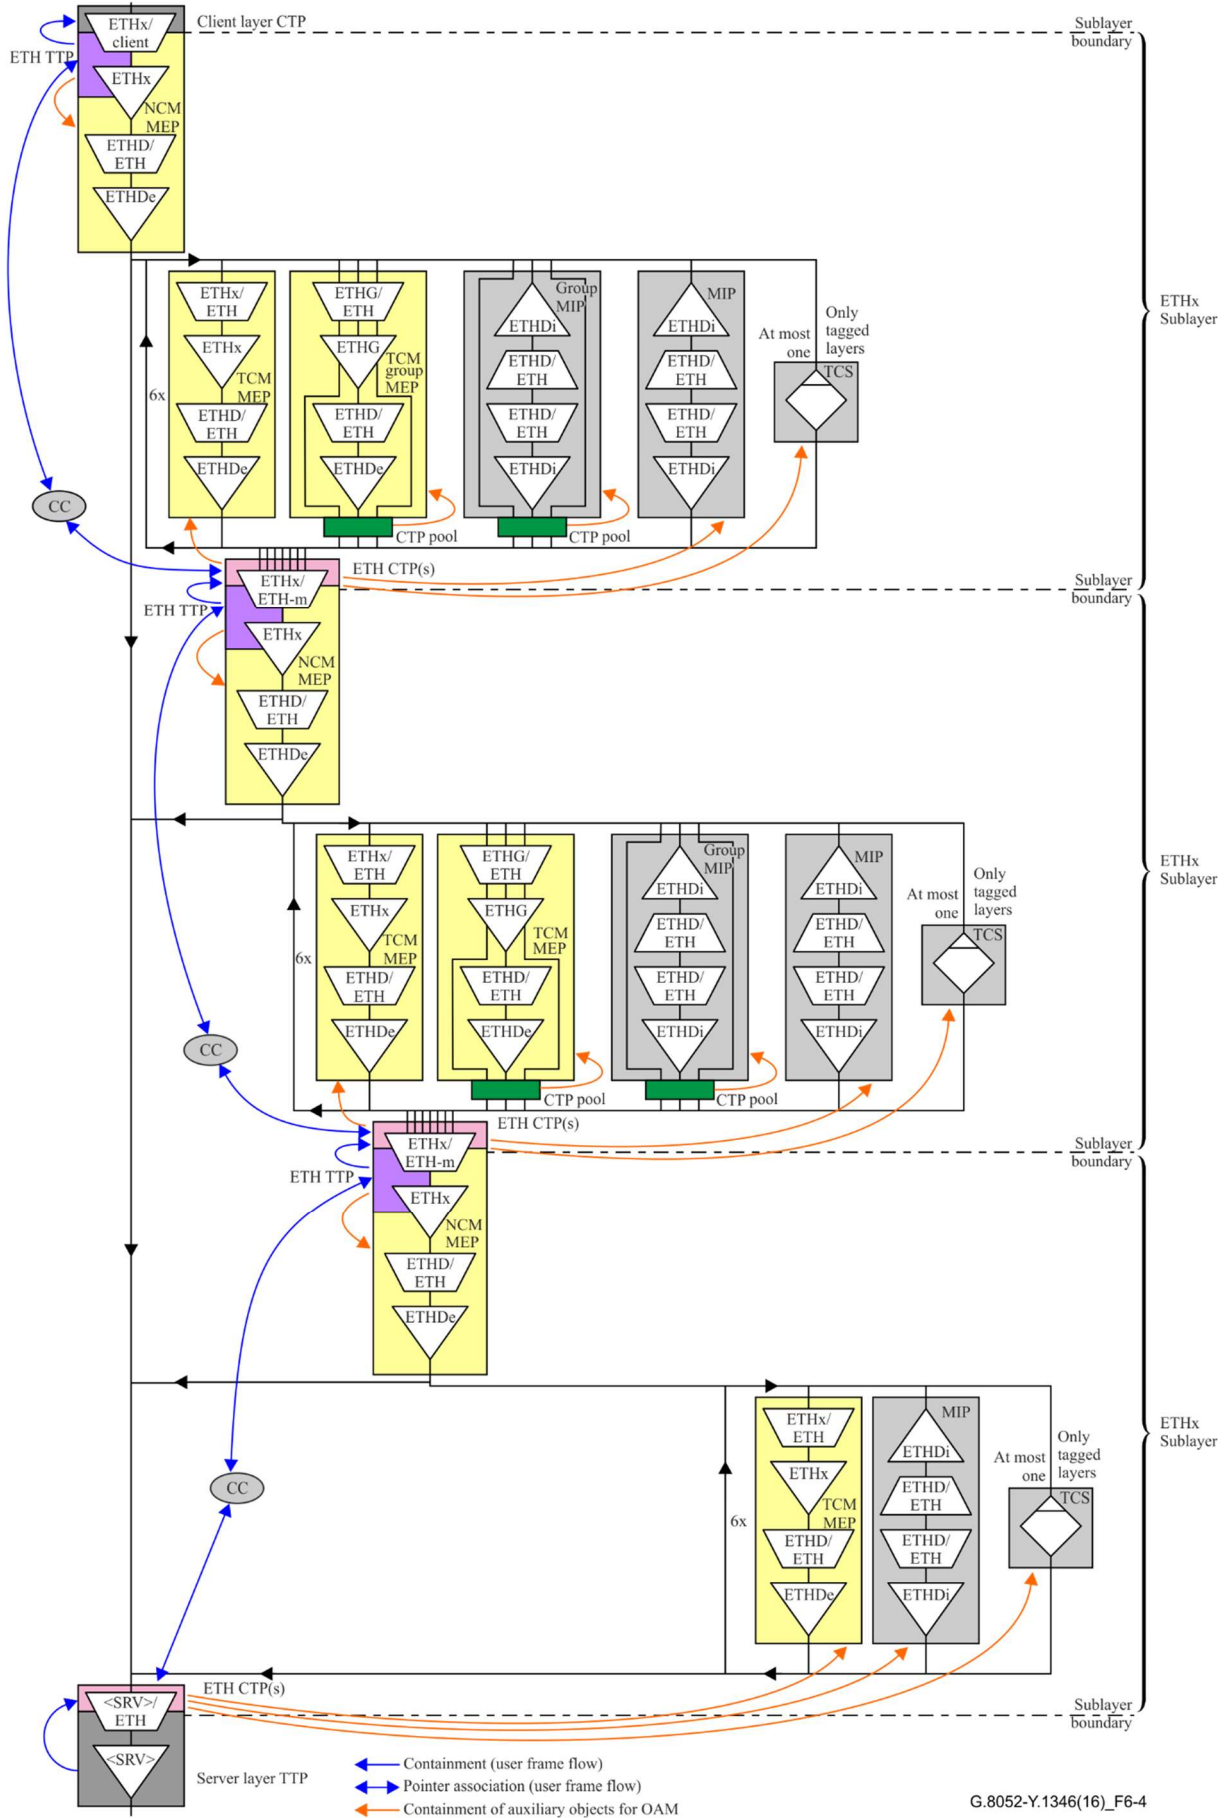 ETHx/
client
Client layer CTP
Sublayer
boundary
ETH TTP
ETHx
NCM
MEP
ETHD/
ETH
ETHDe
ETHx/
ETH
ETHx
TCM
MEP
ETHD/
ETH
ETHDe
6x
ETHG/
ETH
ETHG
TCM
group
MEP
ETHD/
ETH
ETHDe
CTP pool
Group
MIP
ETHDi
ETHD/
ETH
ETHD/
ETH
ETHDi
CTP pool
MIP
ETHDi
ETHD/
ETH
ETHD/
ETH
ETHDi
At most
one
Only
tagged
layers
TCS
ETHx
Sublayer
CC
ETH CTP(s)
Sublayer
boundary
ETHx/
ETH-m
ETH TTP
ETHx
NCM
MEP
ETHD/
ETH
ETHDe
ETHx/
ETH
ETHx
TCM
MEP
ETHD/
ETH
ETHDe
6x
ETHG/
ETH
ETHG
TCM
MEP
ETHD/
ETH
ETHDe
CTP pool
Group
MIP
ETHDi
ETHD/
ETH
ETHD/
ETH
ETHDi
CTP pool
MIP
ETHDi
ETHD/
ETH
ETHD/
ETH
ETHDi
At most
one
Only
tagged
layers
TCS
ETHx
Sublayer
CC
ETH CTP(s)
Sublayer
boundary
ETHx/
ETH-m
ETH TTP
ETHx
NCM
MEP
ETHD/
ETH
ETHDe
ETHx/
ETH
ETHx
TCM
MEP
ETHD/
ETH
ETHDe
6x
MIP
ETHDi
ETHD/
ETH
ETHD/
ETH
ETHDi
At most
one
Only
tagged
layers
TCS
ETHx
Sublayer
CC
ETH CTP(s)
Sublayer
boundary
<SRV>/
ETH
<SRV>
Server layer TTP
Containment (user frame flow)
Pointer association (user frame flow)
Containment of auxiliary objects for OAM
G.8052-Y.1346(16)_F6-4